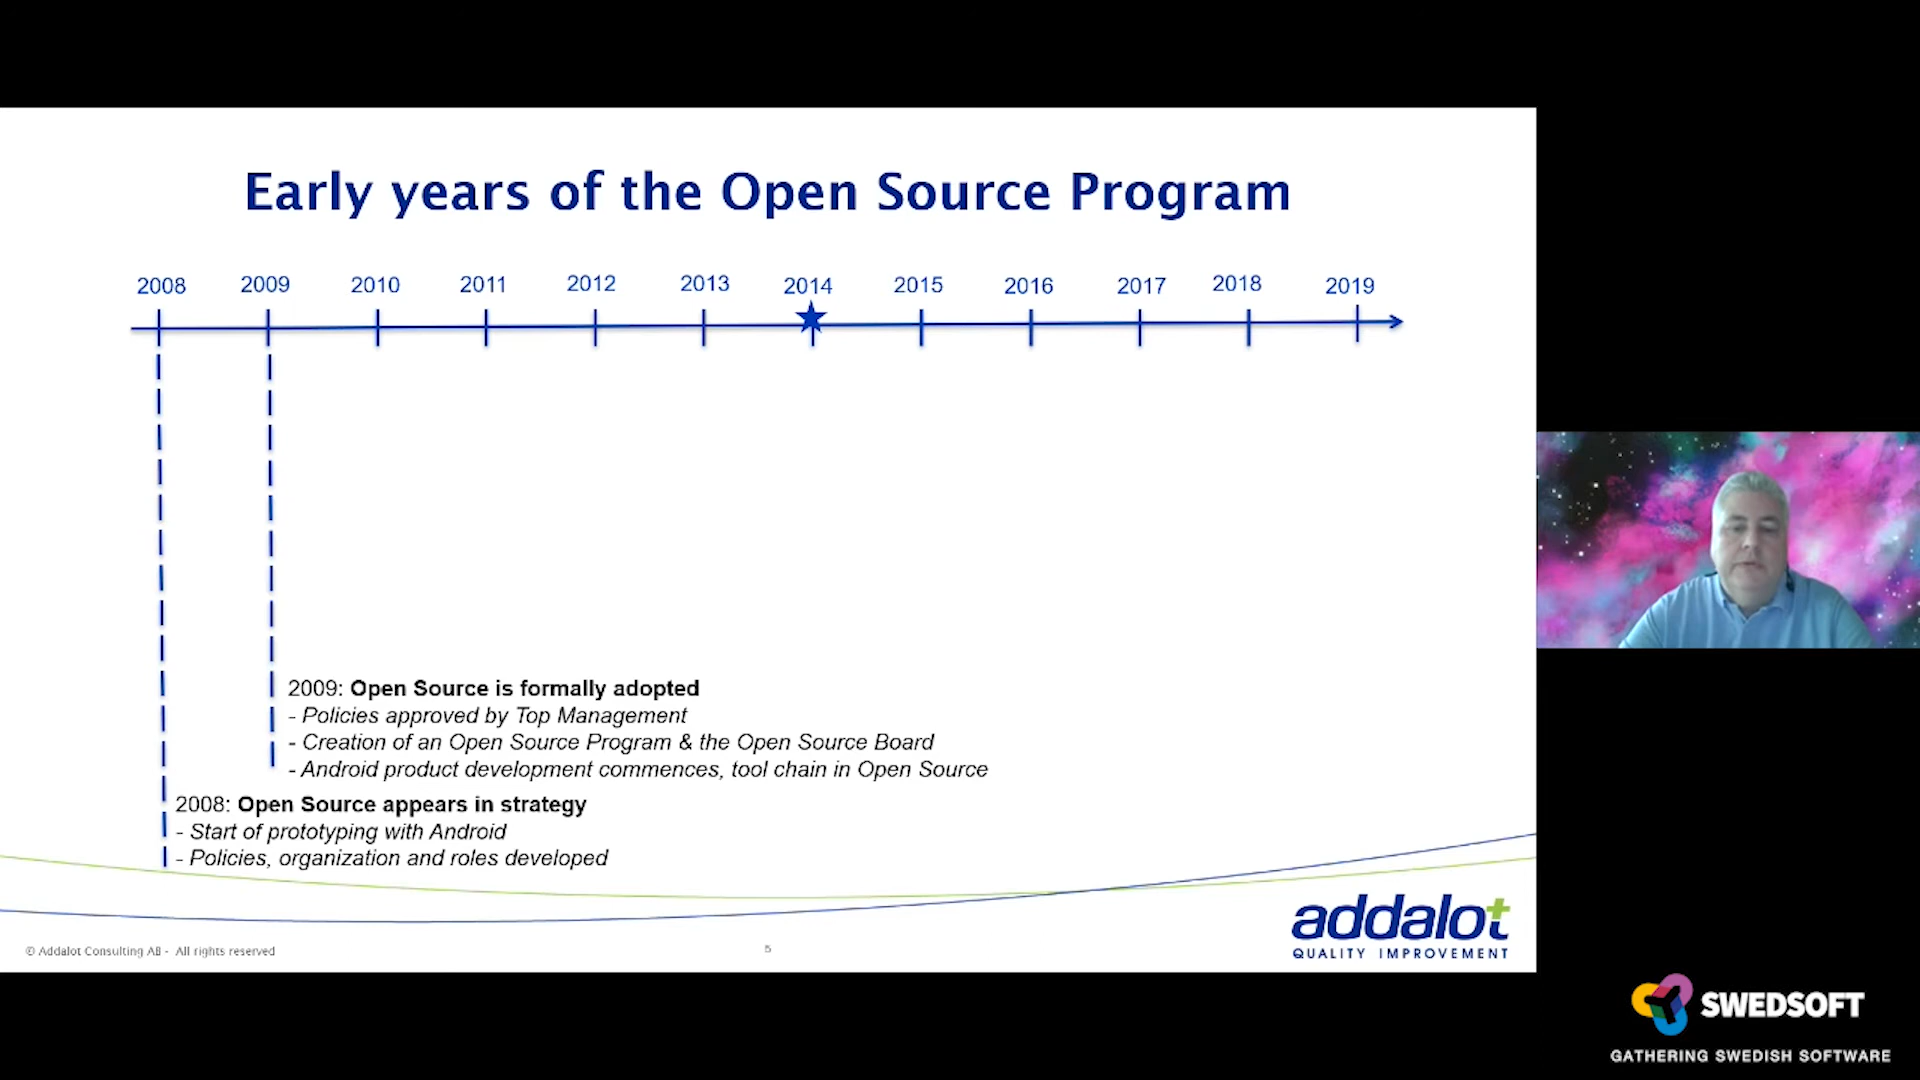 Early years of the Open Source Program
2008 2009 2010 2011 2012 2013 2014 2015 2016 2017 2018 2019
2009: Open Source is formally adopted
- Policies approved by Top Management
- Creation of an Open Source Program & the Open Source Board
- Android product development commences, tool chain in Open Source
2008: Open Source appears in strategy
- Start of prototyping with Android
- Policies, organization and roles developed
addalot
QUALITY IMPROVEMENT
© Addalot Consulting AB - All rights reserved
5
SWEDSOFT
GATHERING SWEDISH SOFTWARE